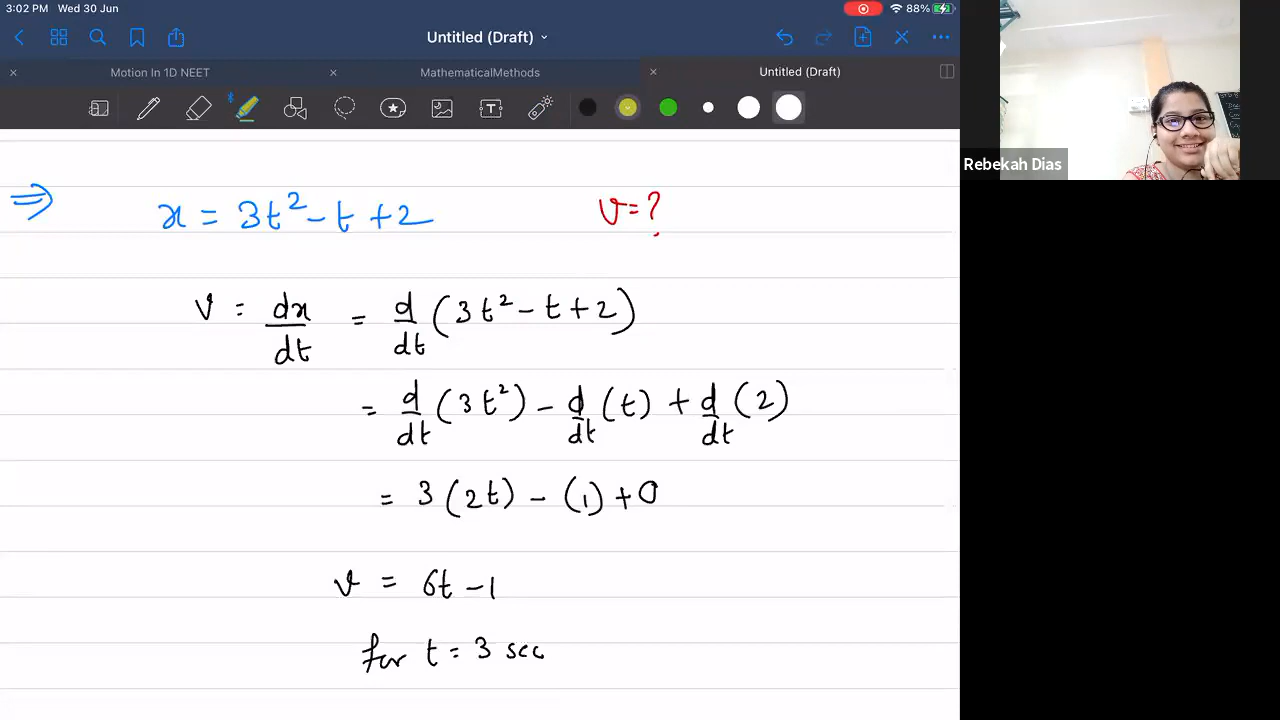 3:02 PM Wed 30 Jun
88%
Untitled (Draft)
Motion In 1D NEET
MathematicalMethods
Untitled (Draft)
Rebekah Dias
⇒ x = 3t² - t + 2
v = ?
v = dx/dt = d/dt (3t² - t + 2)
= d/dt (3t²) - d/dt (t) + d/dt (2)
= 3 (2t) - (1) + 0
v = 6t - 1
for t = 3 sec